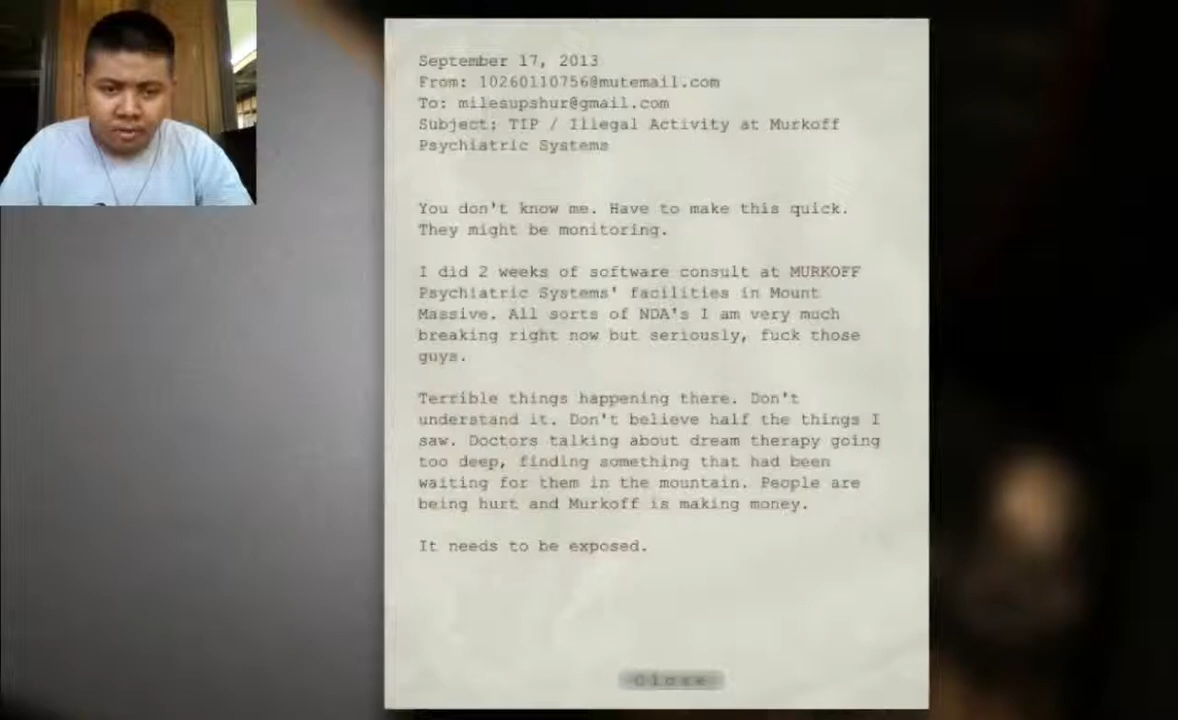 September 17, 2013
From: 10260110756@mutemail.com
To: milesupshur@gmail.com
Subject: TIP / Illegal Activity at Murkoff
Psychiatric Systems
You don't know me. Have to make this quick.
They might be monitoring.
I did 2 weeks of software consult at MURKOFF
Psychiatric Systems' facilities in Mount
Massive. All sorts of NDA's I am very much
breaking right now but seriously, fuck those
guys.
Terrible things happening there. Don't
understand it. Don't believe half the things I
saw. Doctors talking about dream therapy going
too deep, finding something that had been
waiting for them in the mountain. People are
being hurt and Murkoff is making money.
It needs to be exposed.
Close